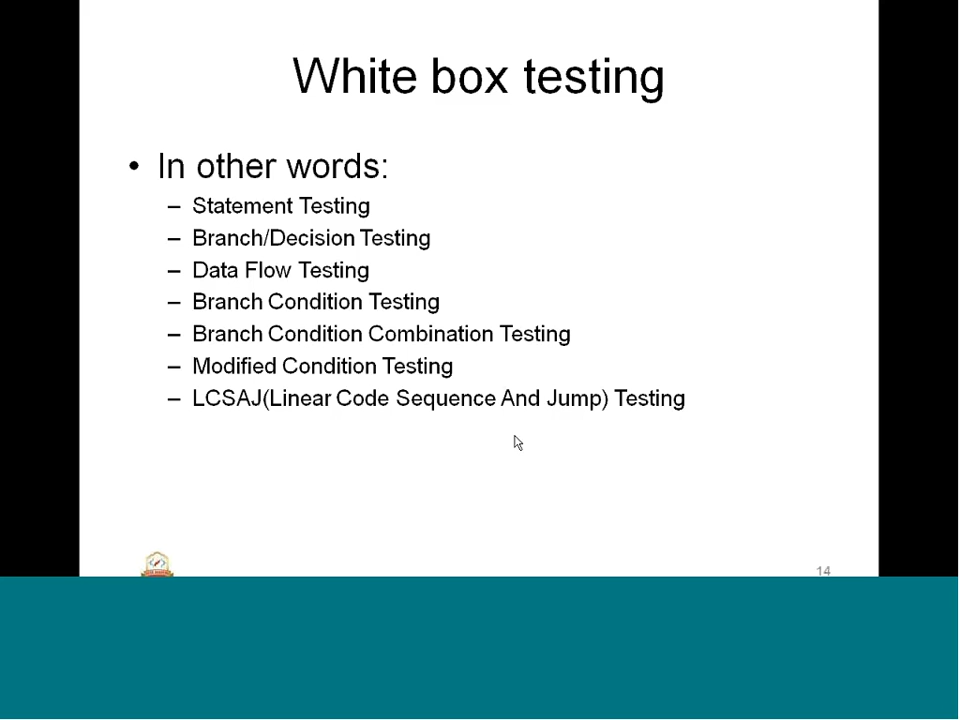 White box testing
• In other words:
– Statement Testing
– Branch/Decision Testing
– Data Flow Testing
– Branch Condition Testing
– Branch Condition Combination Testing
– Modified Condition Testing
– LCSAJ(Linear Code Sequence And Jump) Testing
14